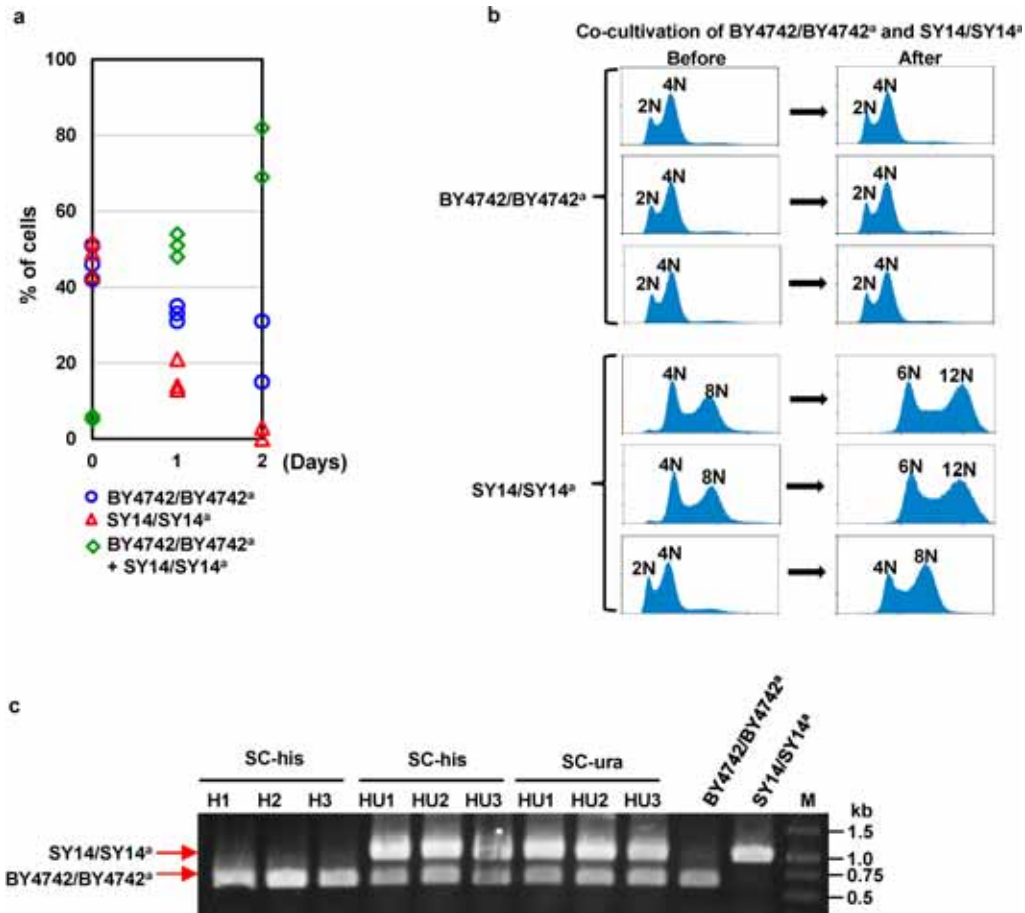 a
100
80
60
40
20
0
% of cells
0 1 2 (Days)
BY4742/BY4742ᵃ
SY14/SY14ᵃ
BY4742/BY4742ᵃ
+ SY14/SY14ᵃ
b
Co-cultivation of BY4742/BY4742ᵃ and SY14/SY14ᵃ
Before After
2N 4N 2N 4N
2N 4N 2N 4N
2N 4N 2N 4N
BY4742/BY4742ᵃ
4N 8N 6N 12N
4N 8N 6N 12N
2N 4N 4N 8N
SY14/SY14ᵃ
c
SC-his SC-his SC-ura
BY4742/BY4742ᵃ
SY14/SY14ᵃ
H1 H2 H3 HU1 HU2 HU3 HU1 HU2 HU3 M
kb
1.5
1.0
0.75
0.5
SY14/SY14ᵃ
BY4742/BY4742ᵃ